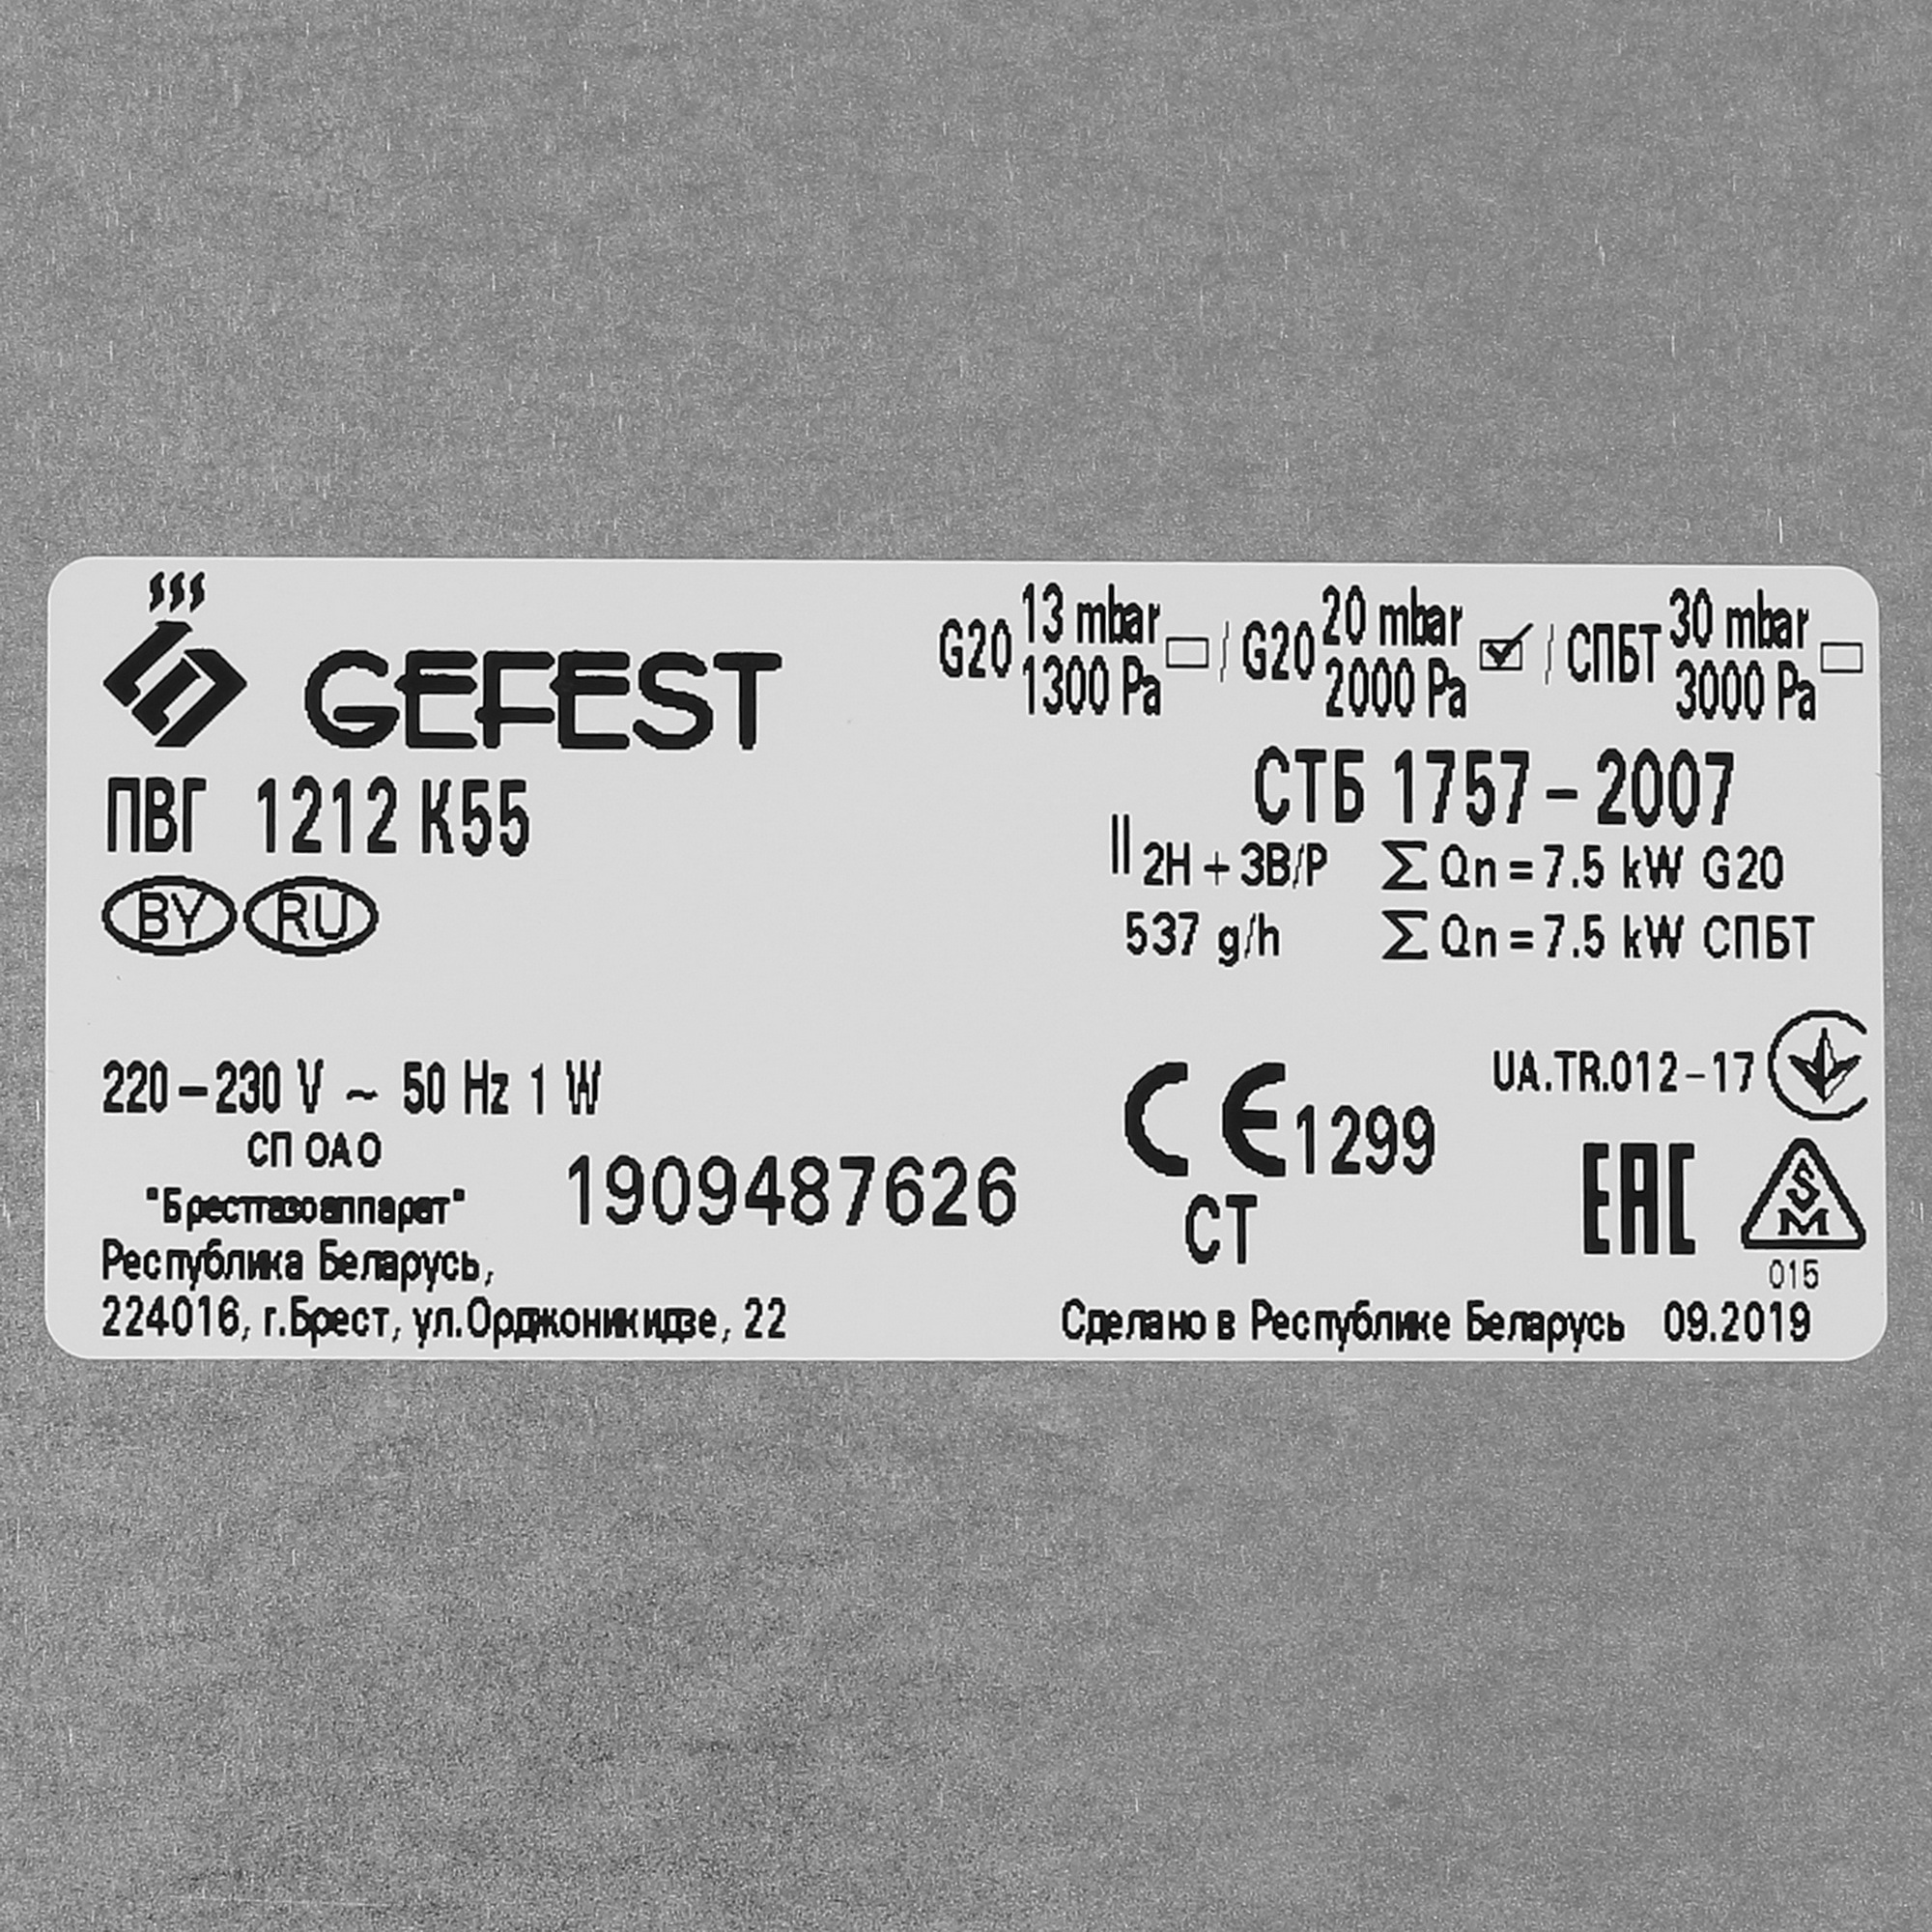 GEFEST
ПВГ 1212 К55
BY RU
G20 13 mbar 1300 Pa / G20 20 mbar 2000 Pa / СПБТ 30 mbar 3000 Pa
СТБ 1757-2007
II 2H + 3B/P Σ Qn = 7.5 kW G20
537 g/h Σ Qn = 7.5 kW СПБТ
220-230 V ~ 50 Hz 1 W
СП ОАО
"Брестгазоаппарат"
Республика Беларусь,
224016, г.Брест, ул.Орджоникидзе, 22
1909487626
CE 1299
СТ
UA.TR.012-17
EAC
SM
015
Сделано в Республике Беларусь 09.2019